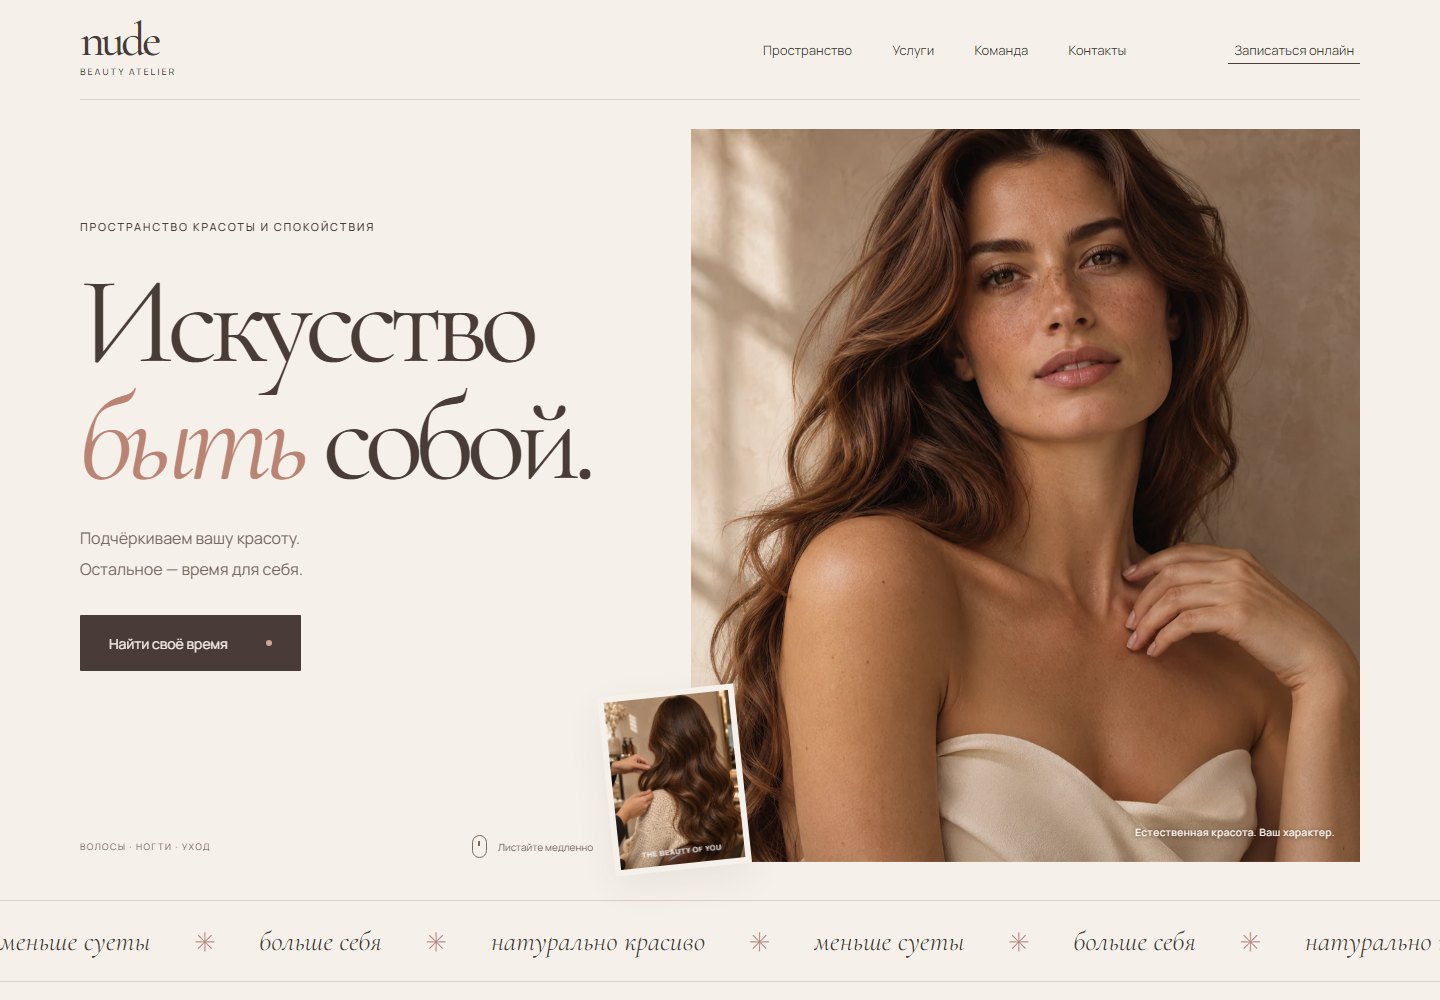 nude
BEAUTY ATELIER
Пространство
Услуги
Команда
Контакты
Записаться онлайн
ПРОСТРАНСТВО КРАСОТЫ И СПОКОЙСТВИЯ
Искусство
быть собой.
Подчёркиваем вашу красоту.
Остальное — время для себя.
Найти своё время
THE BEAUTY OF YOU
Естественная красота. Ваш характер.
ВОЛОСЫ · НОГТИ · УХОД
Листайте медленно
меньше суеты ✳ больше себя ✳ натурально красиво ✳ меньше суеты ✳ больше себя ✳ натурально